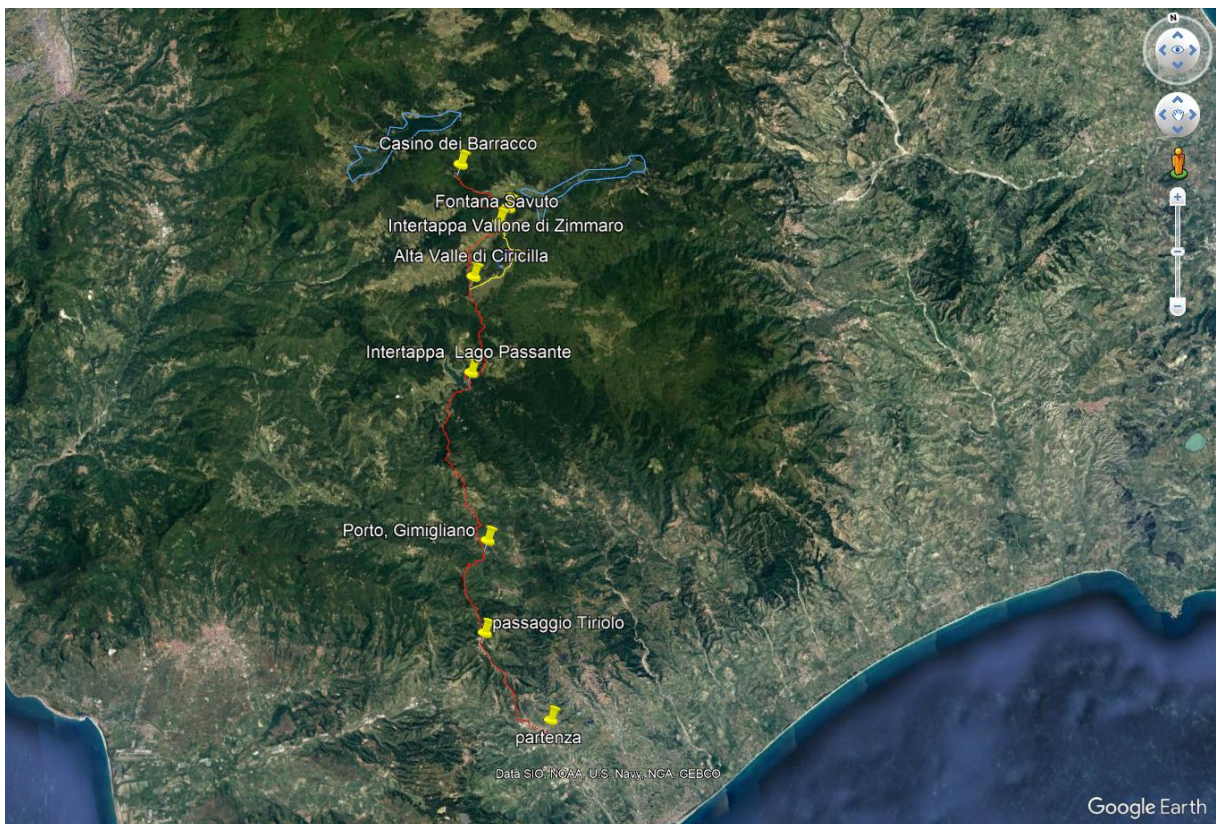 N
Casino dei Barracco
Fontana Savuto
Intertappa Vallone di Zimmaro
Alta Valle di Ciricilla
Intertappa Lago Passante
Porto, Gimigliano
passaggio Tiriolo
partenza
Data SIO, NOAA, U.S. Navy, NGA, GEBCO
Google Earth